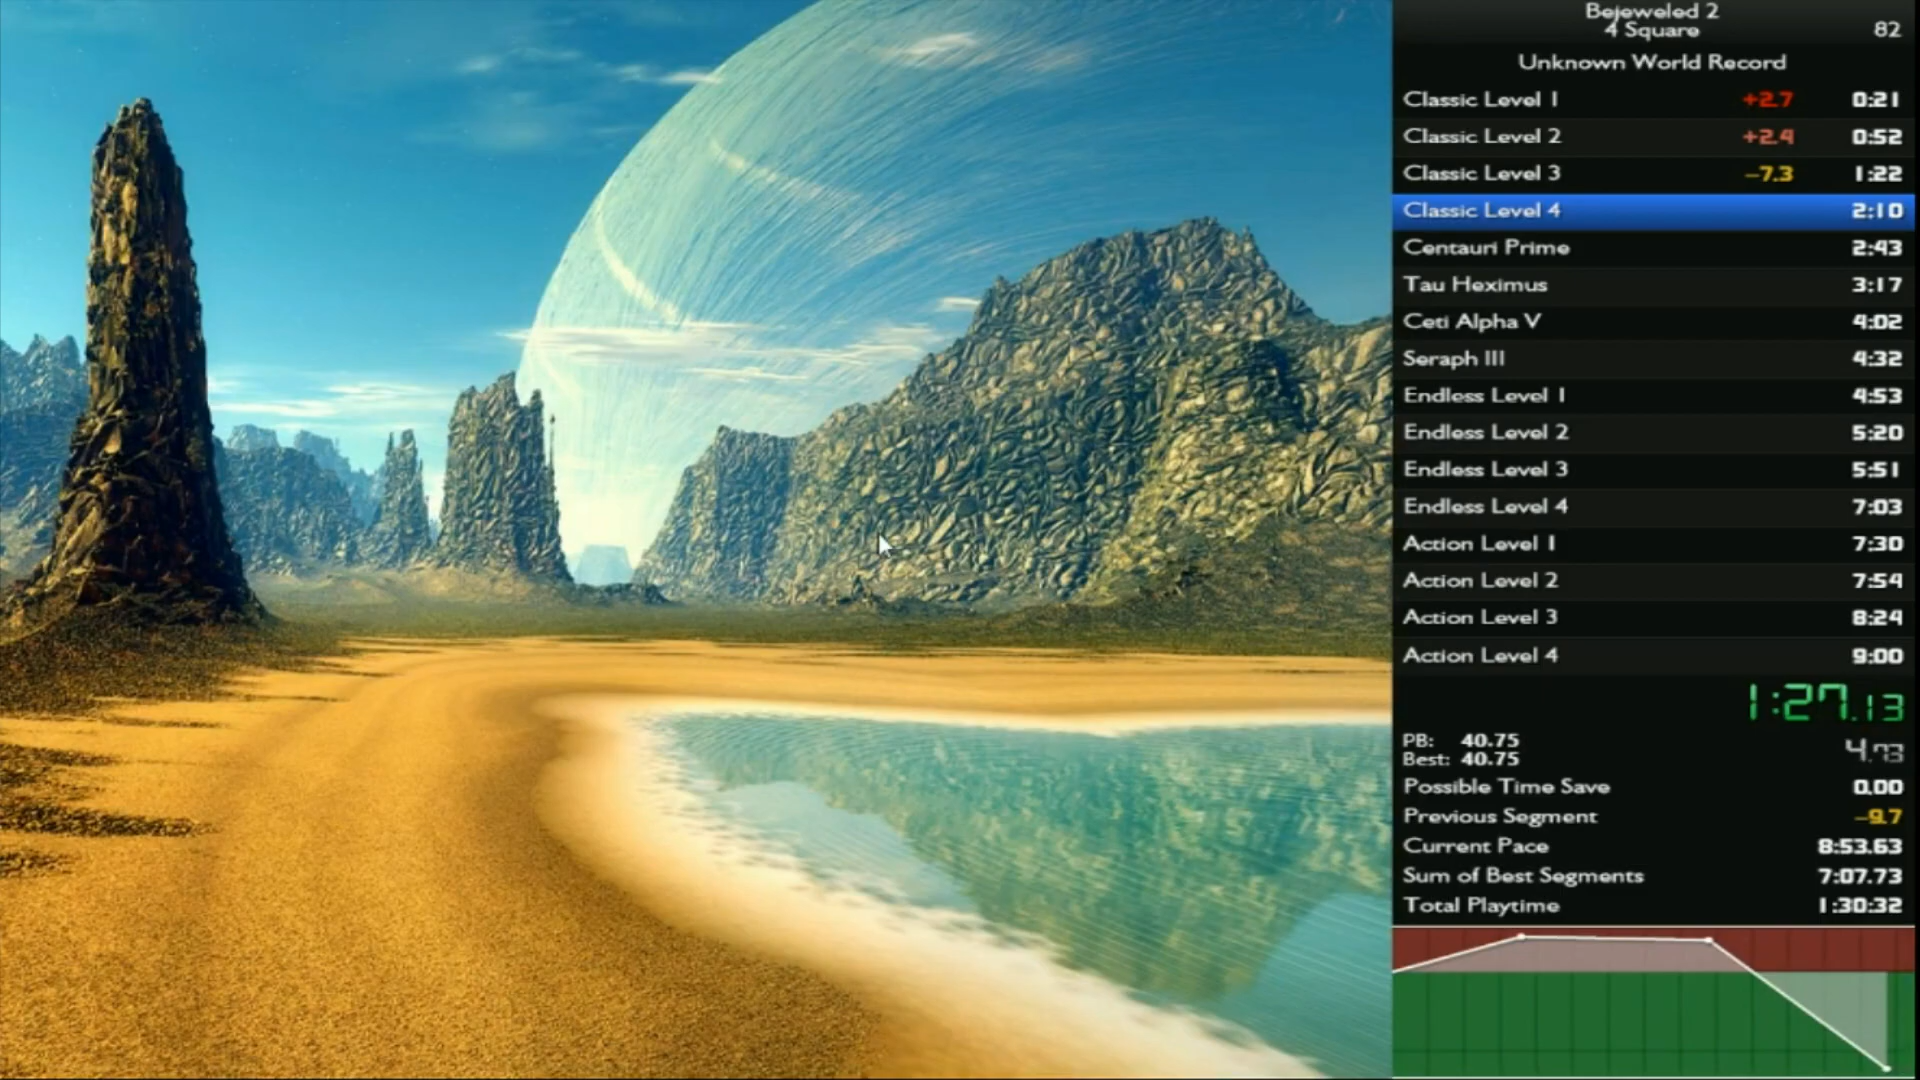 Bejeweled 2
4 Square 82
Unknown World Record
Classic Level 1 +2.7 0:21
Classic Level 2 +2.4 0:52
Classic Level 3 −7.3 1:22
Classic Level 4 2:10
Centauri Prime 2:43
Tau Heximus 3:17
Ceti Alpha V 4:02
Seraph III 4:32
Endless Level 1 4:53
Endless Level 2 5:20
Endless Level 3 5:51
Endless Level 4 7:03
Action Level 1 7:30
Action Level 2 7:54
Action Level 3 8:24
Action Level 4 9:00
1:27.13
PB: 40.75 4.73
Best: 40.75
Possible Time Save 0.00
Previous Segment −9.7
Current Pace 8:53.63
Sum of Best Segments 7:07.73
Total Playtime 1:30:32